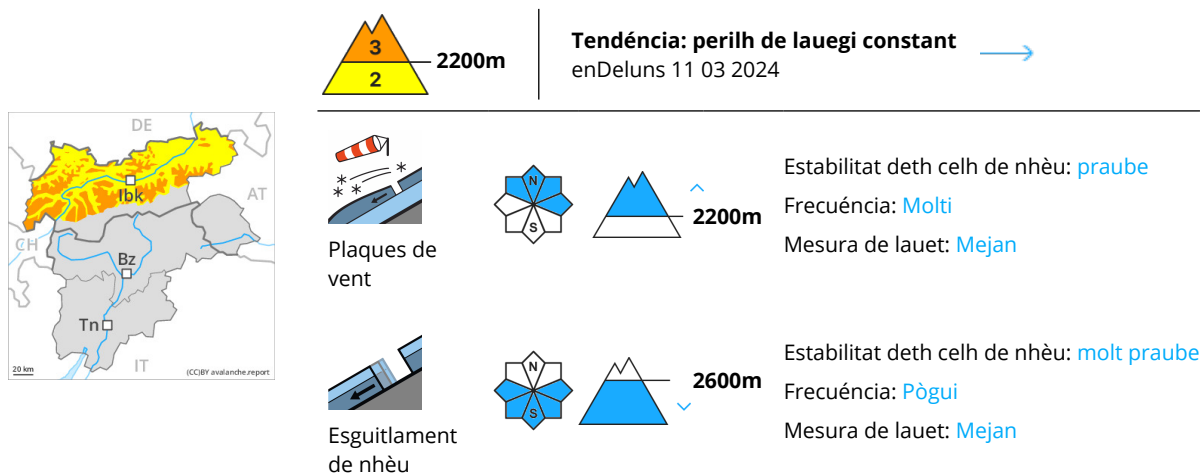 3
2
2200m
Tendéncia: perilh de lauegi constant
enDeluns 11 03 2024
DE
AT
CH
IT
Ibk
Bz
Tn
20 km
(CC)BY avalanche.report
Plaques de
vent
N
S
2200m
Estabilitat deth celh de nhèu: praube
Frecuéncia: Molti
Mesura de lauet: Mejan
Esguitlament
de nhèu
N
S
2600m
Estabilitat deth celh de nhèu: molt praube
Frecuéncia: Pògui
Mesura de lauet: Mejan